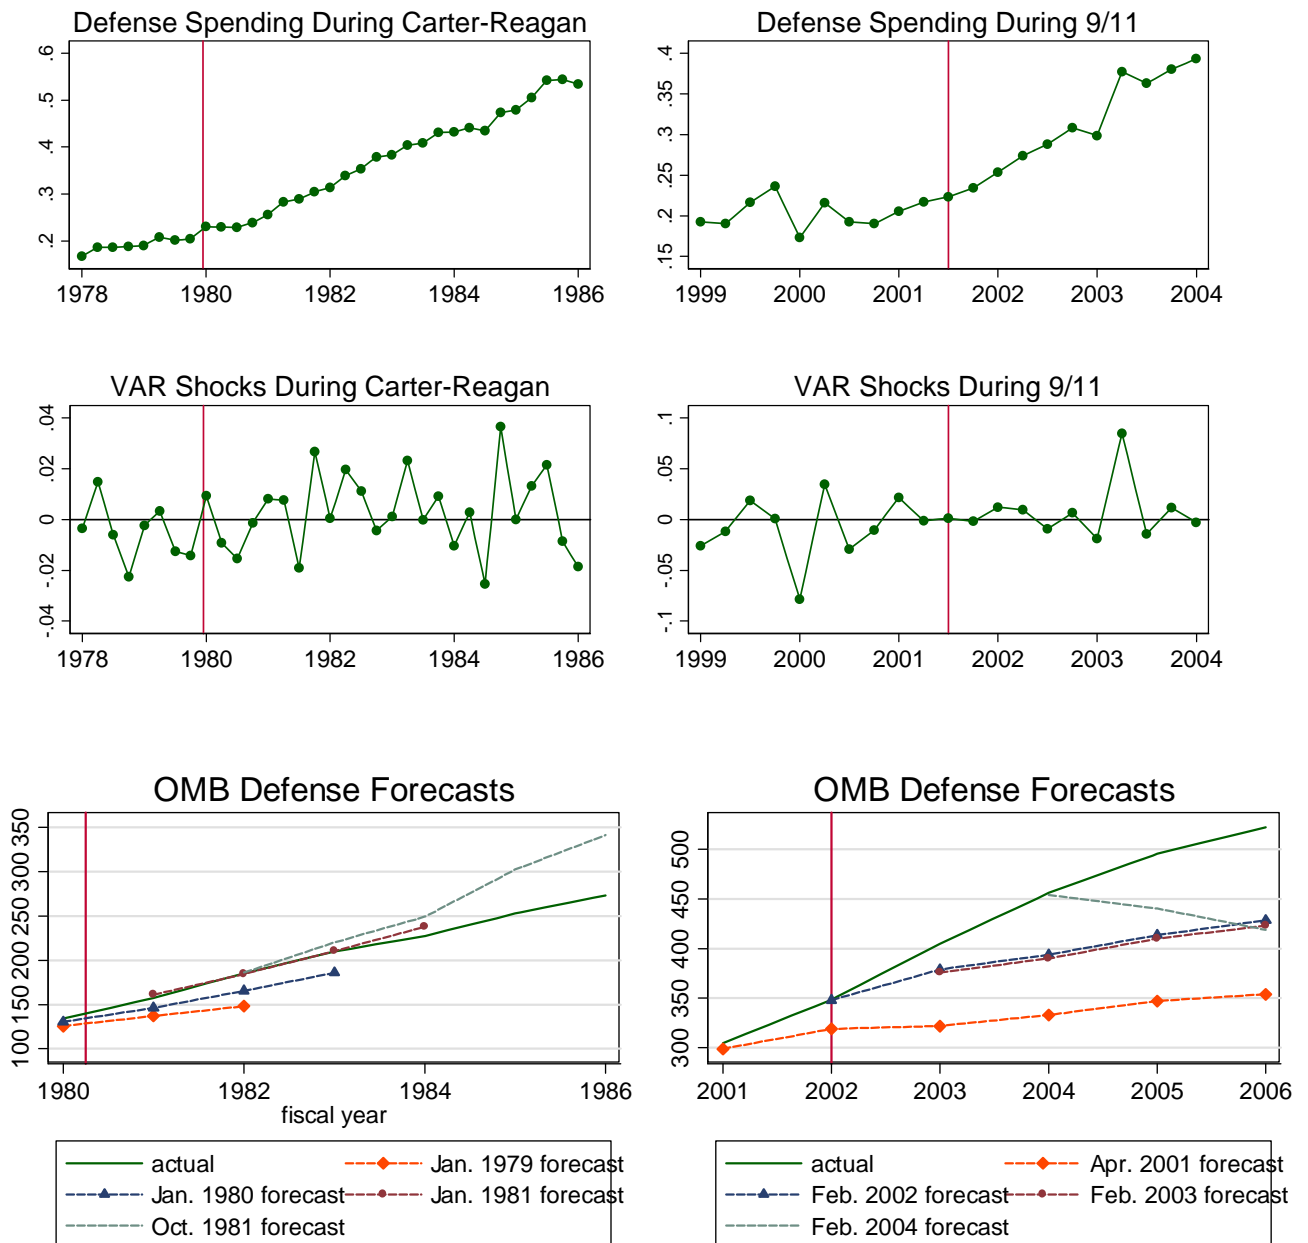 Defense Spending During Carter-Reagan
.6
.5
.4
.3
.2
1978 1980 1982 1984 1986
Defense Spending During 9/11
.4
.35
.3
.25
.2
.15
1999 2000 2001 2002 2003 2004
VAR Shocks During Carter-Reagan
.04
.02
0
-.02
-.04
1978 1980 1982 1984 1986
VAR Shocks During 9/11
.1
.05
0
-.05
-.1
1999 2000 2001 2002 2003 2004
OMB Defense Forecasts
350
300
250
200
150
100
1980 1982 1984 1986
fiscal year
actual Jan. 1979 forecast
Jan. 1980 forecast Jan. 1981 forecast
Oct. 1981 forecast
OMB Defense Forecasts
500
450
400
350
300
2001 2002 2003 2004 2005 2006
actual Apr. 2001 forecast
Feb. 2002 forecast Feb. 2003 forecast
Feb. 2004 forecast